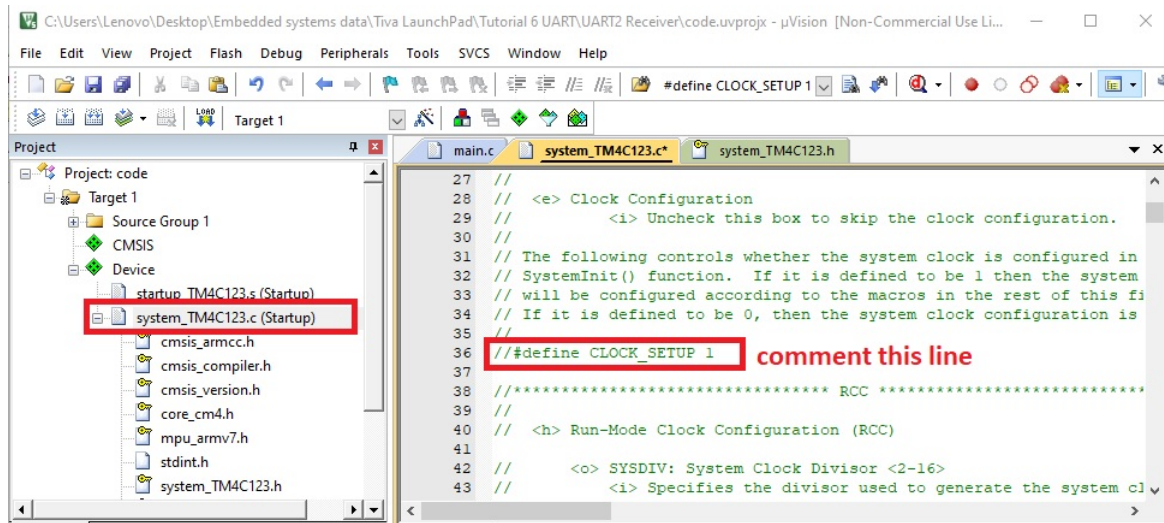 C:\Users\Lenovo\Desktop\Embedded systems data\Tiva LaunchPad\Tutorial 6 UART\UART2 Receiver\code.uvprojx - µVision [Non-Commercial Use Li...
File Edit View Project Flash Debug Peripherals Tools SVCS Window Help
#define CLOCK_SETUP 1
LOAD Target 1
Project
main.c system_TM4C123.c* system_TM4C123.h
Project: code
Target 1
Source Group 1
CMSIS
Device
startup_TM4C123.s (Startup)
system_TM4C123.c (Startup)
cmsis_armcc.h
cmsis_compiler.h
cmsis_version.h
core_cm4.h
mpu_armv7.h
stdint.h
system_TM4C123.h
27 //
28 // <e> Clock Configuration
29 // <i> Uncheck this box to skip the clock configuration.
30 //
31 // The following controls whether the system clock is configured in
32 // SystemInit() function. If it is defined to be 1 then the system
33 // will be configured according to the macros in the rest of this fi
34 // If it is defined to be 0, then the system clock configuration is
35 //
36 //#define CLOCK_SETUP 1 comment this line
37
38 //********************************** RCC ****************************
39 //
40 // <h> Run-Mode Clock Configuration (RCC)
41
42 // <o> SYSDIV: System Clock Divisor <2-16>
43 // <i> Specifies the divisor used to generate the system cl